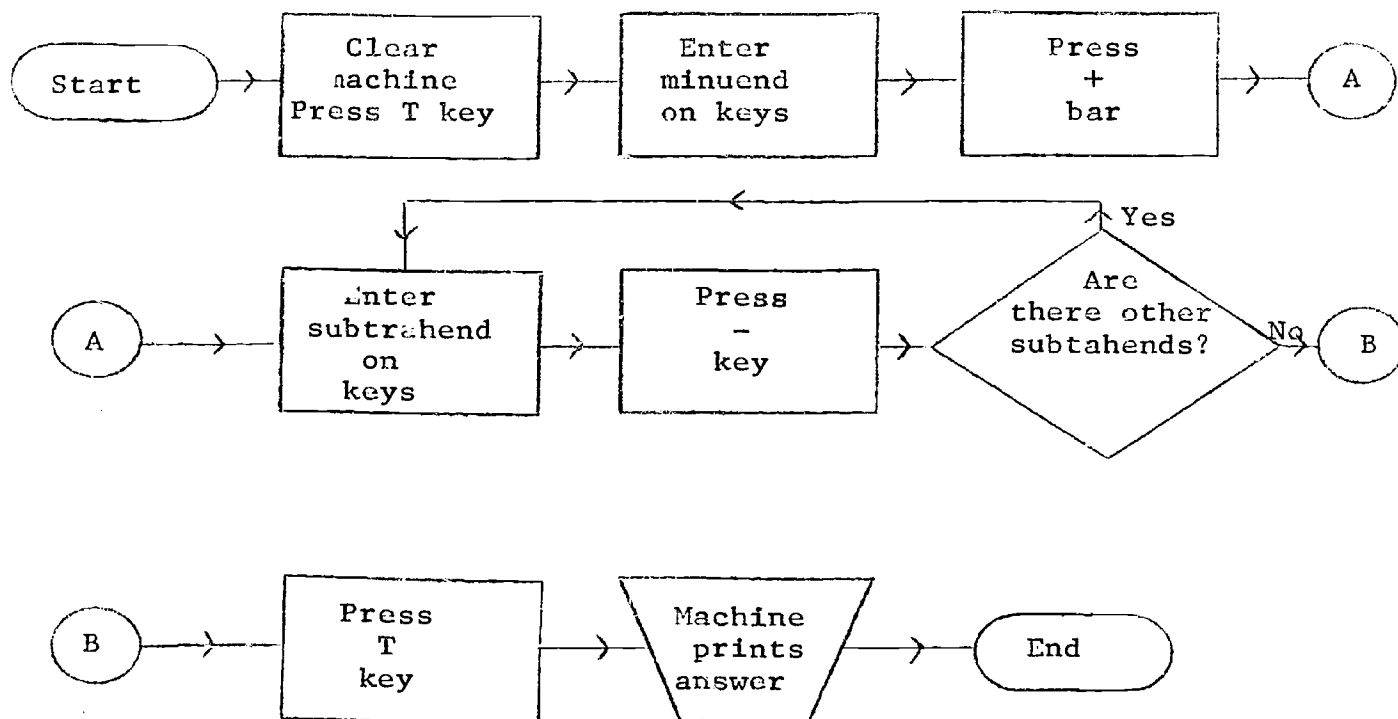 Start
Clear
machine
Press T key
Enter
minuend
on keys
Press
+
bar
A
Yes
A
Enter
subtrahend
on
keys
Press
-
key
Are
there other
subtahends?
No
B
B
Press
T
key
Machine
prints
answer
End